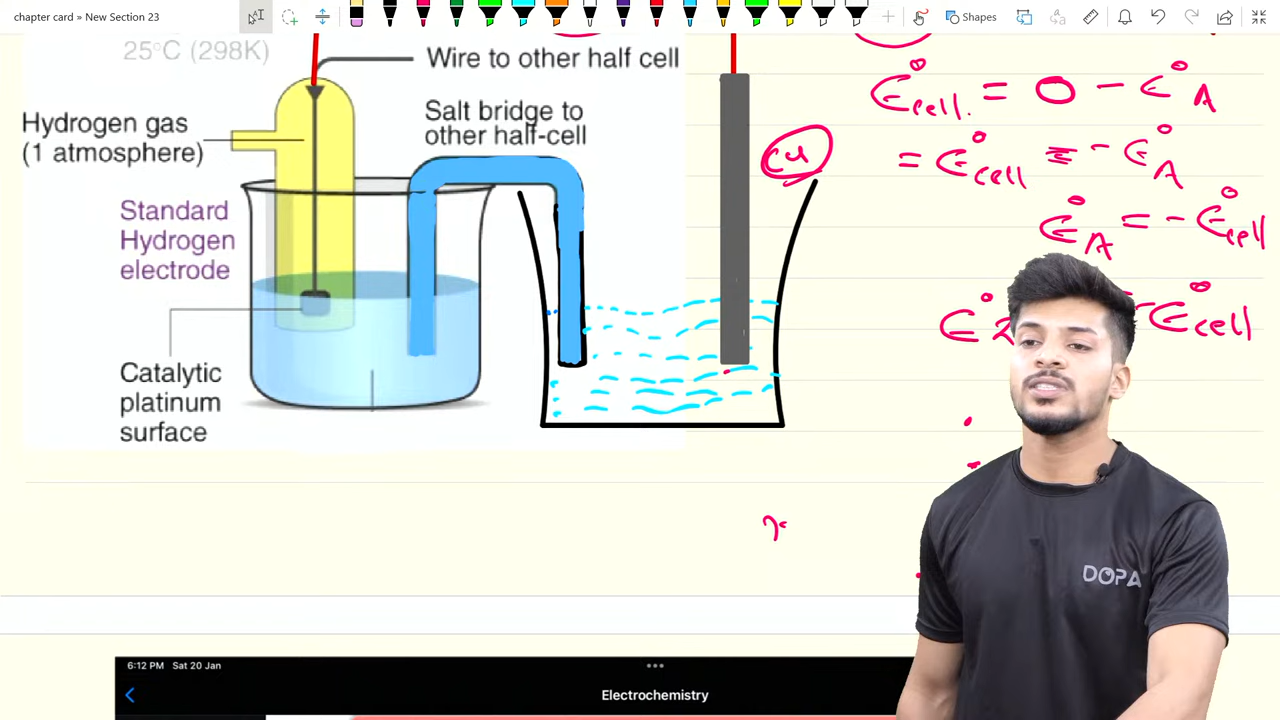 chapter card » New Section 23
Shapes
25°C (298K)
Wire to other half cell
Salt bridge to
other half-cell
Hydrogen gas
(1 atmosphere)
Standard
Hydrogen
electrode
Catalytic
platinum
surface
Cu
E°cell. = 0 - E°A
= E°cell = - E°A
E°A = - E°cell
E°cell
DOPA
6:12 PM Sat 20 Jan
Electrochemistry